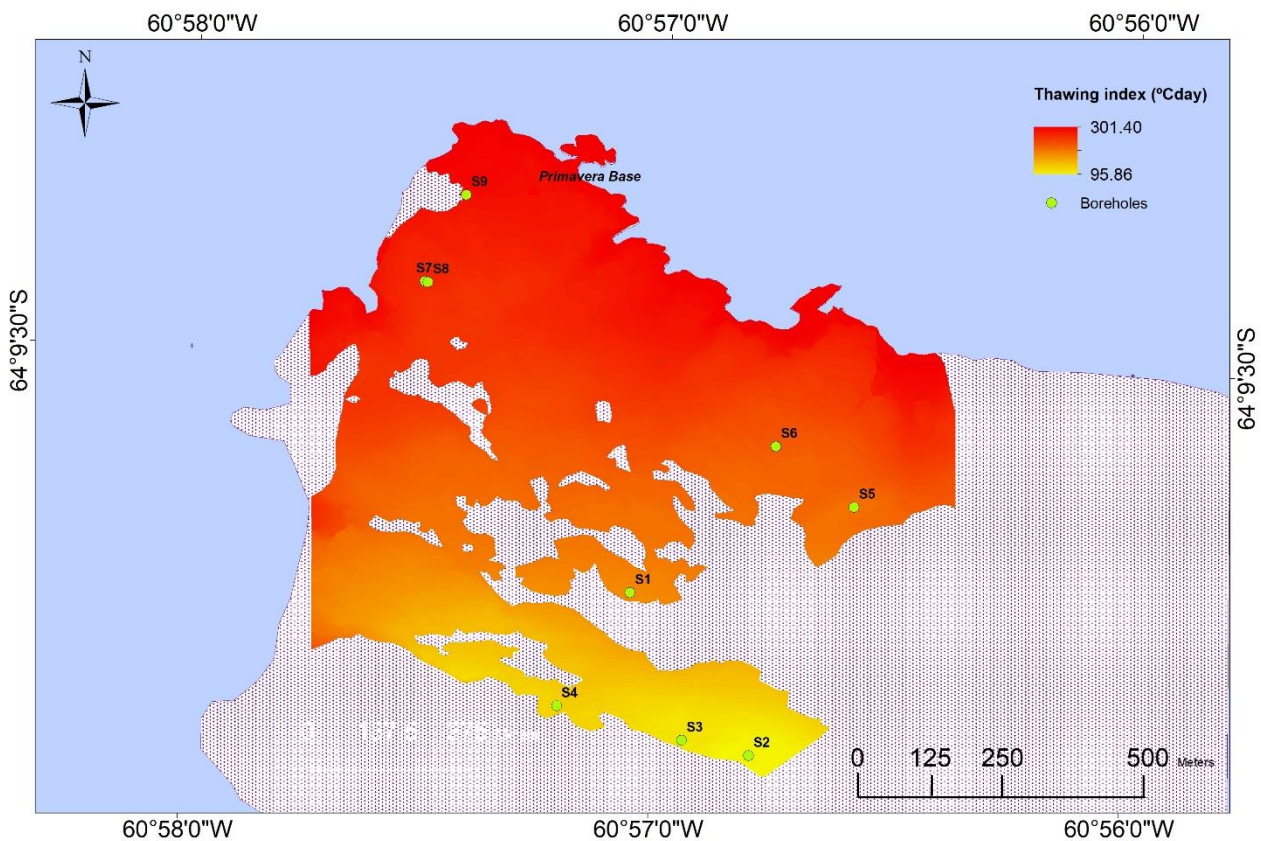 60°58'0"W 60°57'0"W 60°56'0"W
N
Thawing index (ºCday)
301.40
95.86
Boreholes
S9
Primavera Base
S7 S8
64°9'30"S
64°9'30"S
S6
S5
S1
S4
S3
S2
0 125 250 500 Meters
60°58'0"W 60°57'0"W 60°56'0"W